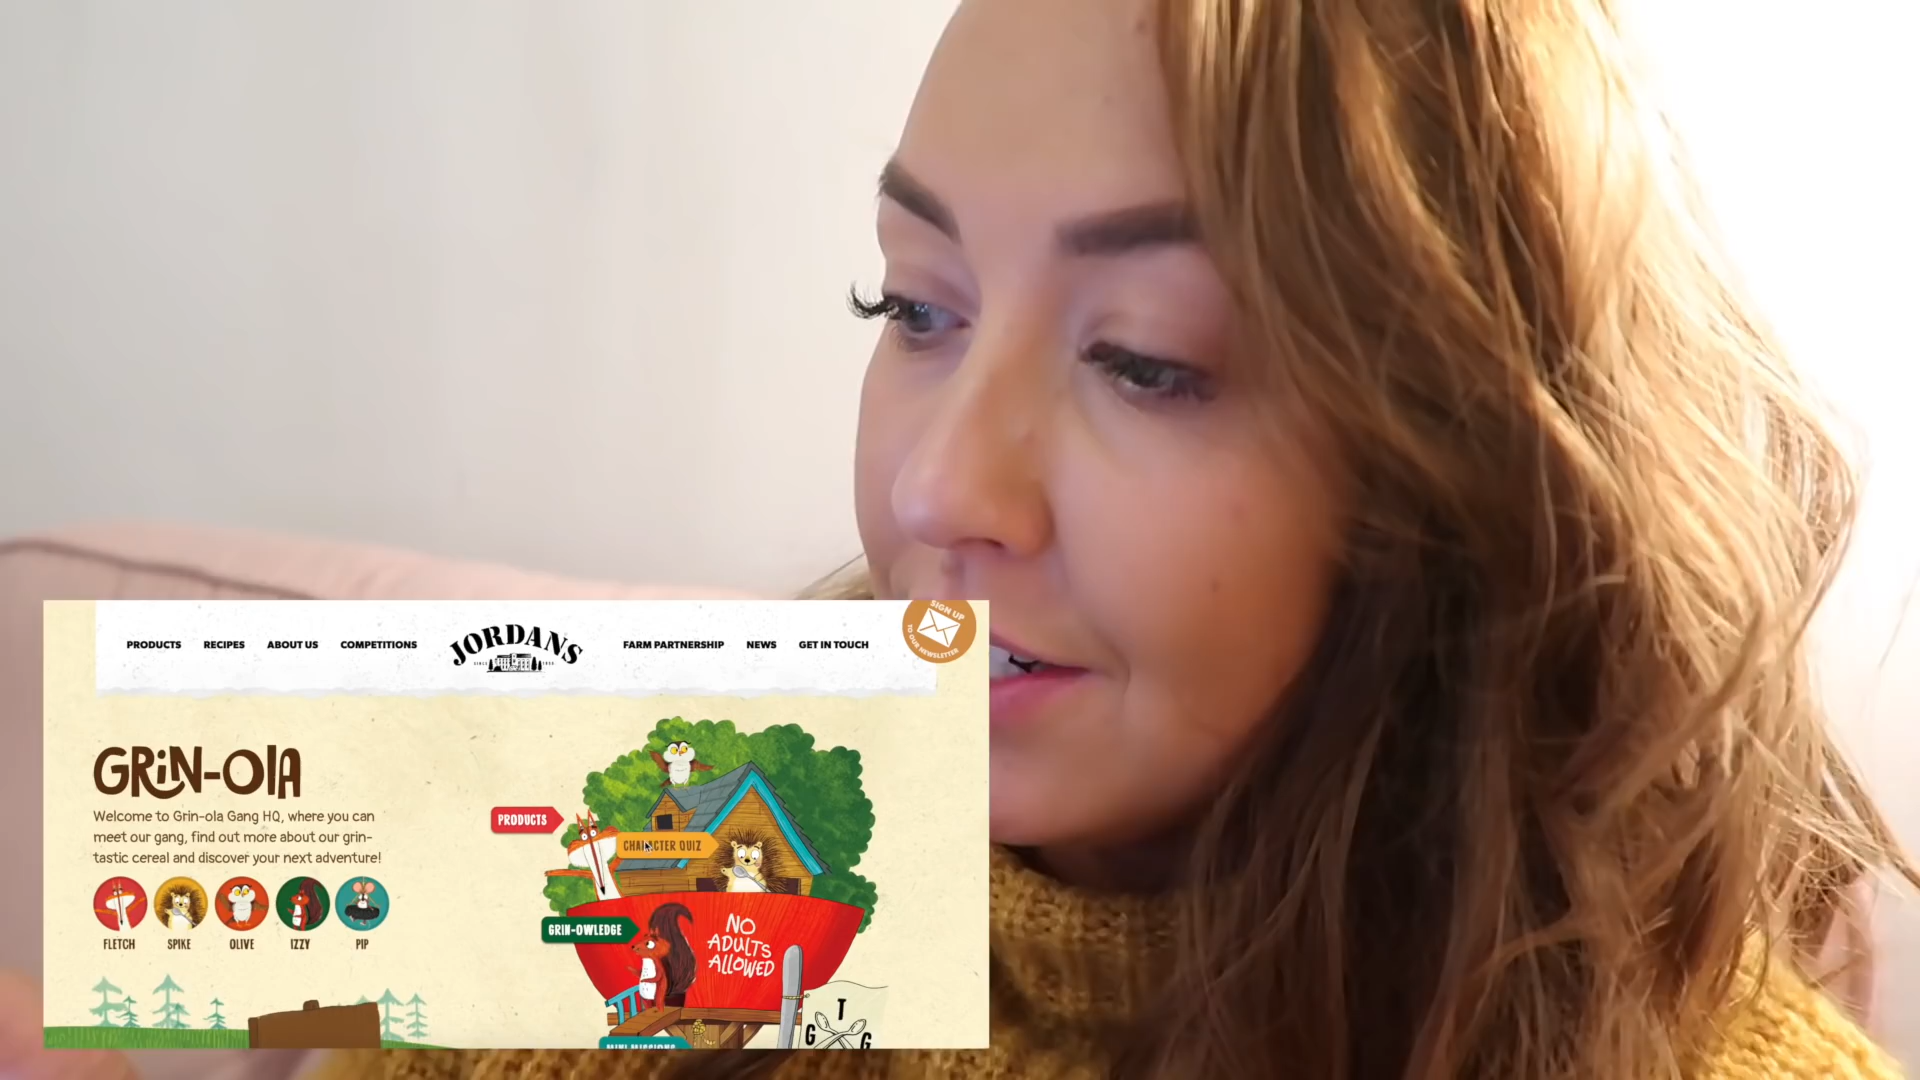 SIGN UP
TO OUR NEWSLETTER
PRODUCTS RECIPES ABOUT US COMPETITIONS JORDANS FARM PARTNERSHIP NEWS GET IN TOUCH
SINCE
GRiN-OlA
Welcome to Grin-ola Gang HQ, where you can
meet our gang, find out more about our grin-
tastic cereal and discover your next adventure!
FLETCH SPIKE OLIVE IZZY PIP
PRODUCTS
CHARACTER QUIZ
GRIN-OWLEDGE
NO
ADULTS
ALLOWED
T
G G
MINI MISSIONS